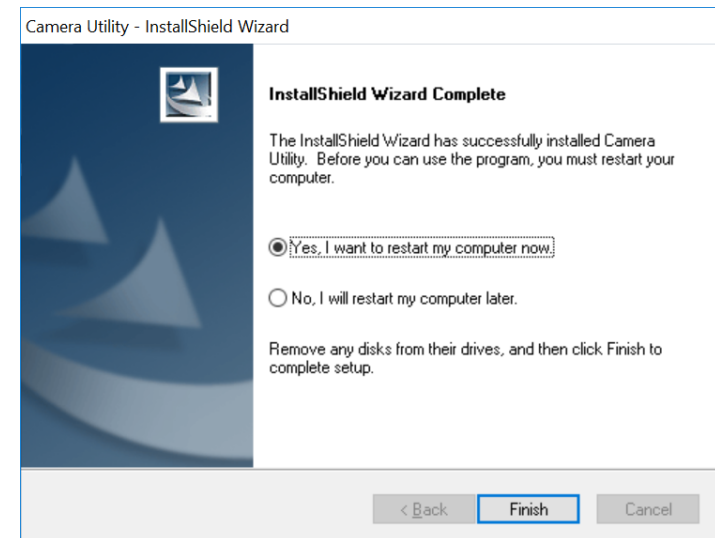 Camera Utility - InstallShield Wizard
InstallShield Wizard Complete
The InstallShield Wizard has successfully installed Camera
Utility. Before you can use the program, you must restart your
computer.
Yes, I want to restart my computer now.
No, I will restart my computer later.
Remove any disks from their drives, and then click Finish to
complete setup.
< Back Finish Cancel